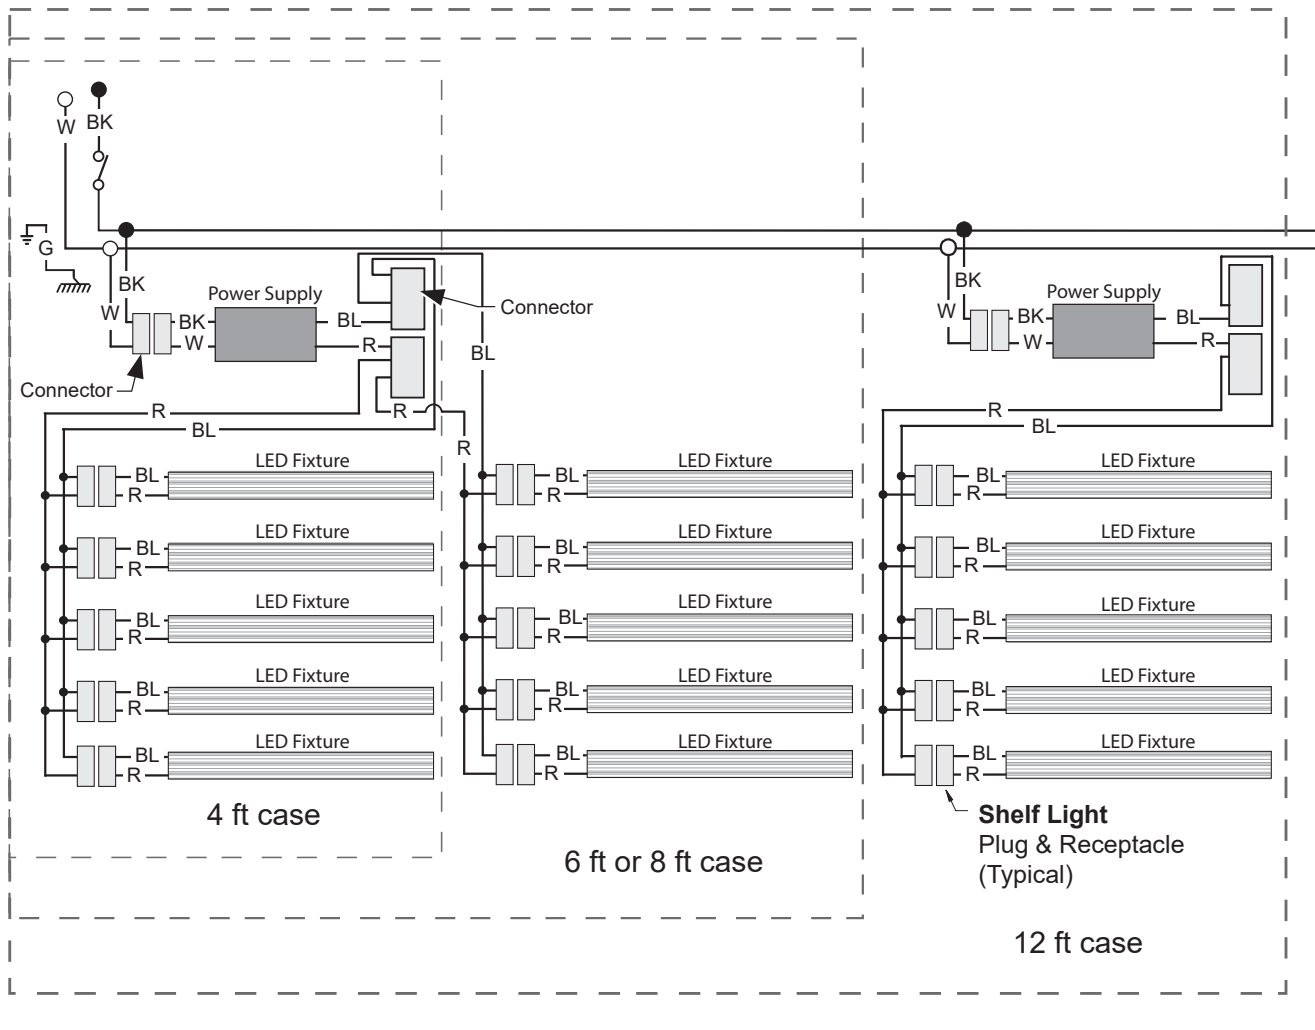 W
BK
G
BK
W
BK
W
Power Supply
BL
R
Connector
Connector
BL
R
BL
R
R
BK
W
BK
W
Power Supply
BL
R
R
BL
LED Fixture
BL
R
LED Fixture
BL
R
LED Fixture
BL
R
LED Fixture
BL
R
LED Fixture
BL
R
4 ft case
LED Fixture
BL
R
LED Fixture
BL
R
LED Fixture
BL
R
LED Fixture
BL
R
LED Fixture
BL
R
6 ft or 8 ft case
LED Fixture
BL
R
LED Fixture
BL
R
LED Fixture
BL
R
LED Fixture
BL
R
LED Fixture
BL
R
Shelf Light
Plug & Receptacle
(Typical)
12 ft case